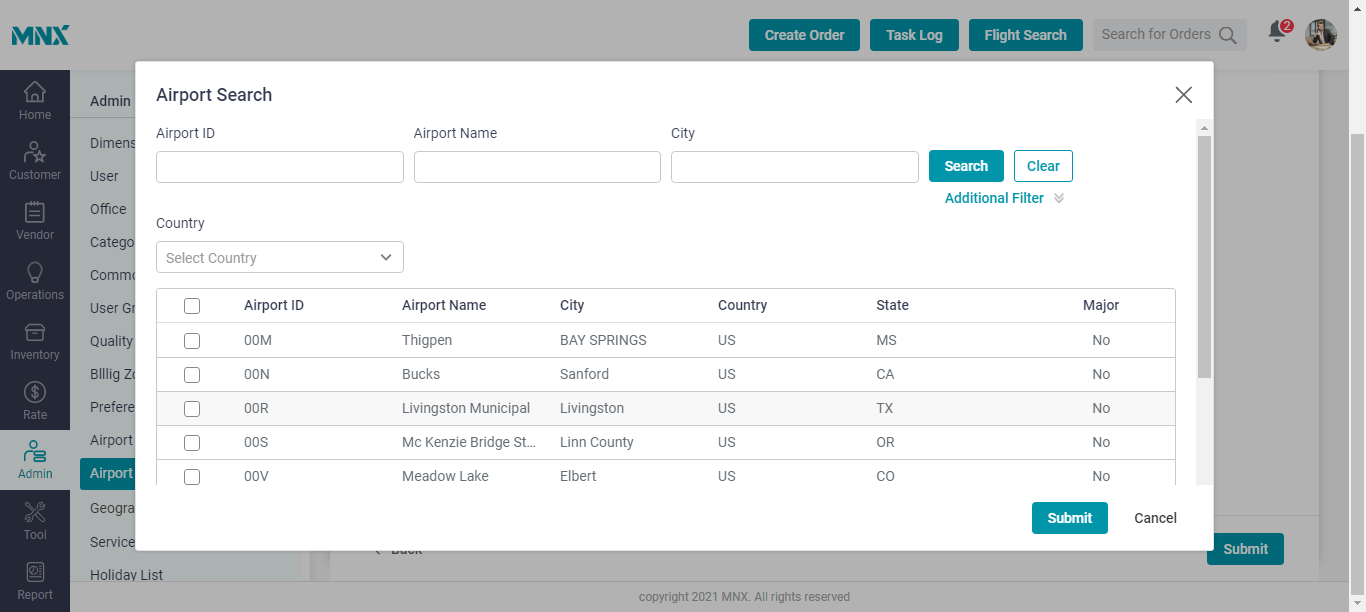 MNX
Create Order
Task Log
Flight Search
Search for Orders
2
Home
Customer
Vendor
Operations
Inventory
Rate
Admin
Tool
Report
Admin
Dimens
User
Office
Catego
Commo
User Gr
Quality
Blllig Zo
Prefere
Airport
Airport
Geogra
Service
Holiday List
Airport Search
Airport ID Airport Name City
Search Clear
Additional Filter
Country
Select Country
Airport ID Airport Name City Country State Major
00M Thigpen BAY SPRINGS US MS No
00N Bucks Sanford US CA No
00R Livingston Municipal Livingston US TX No
00S Mc Kenzie Bridge St... Linn County US OR No
00V Meadow Lake Elbert US CO No
Submit Cancel
Back
Submit
copyright 2021 MNX. All rights reserved